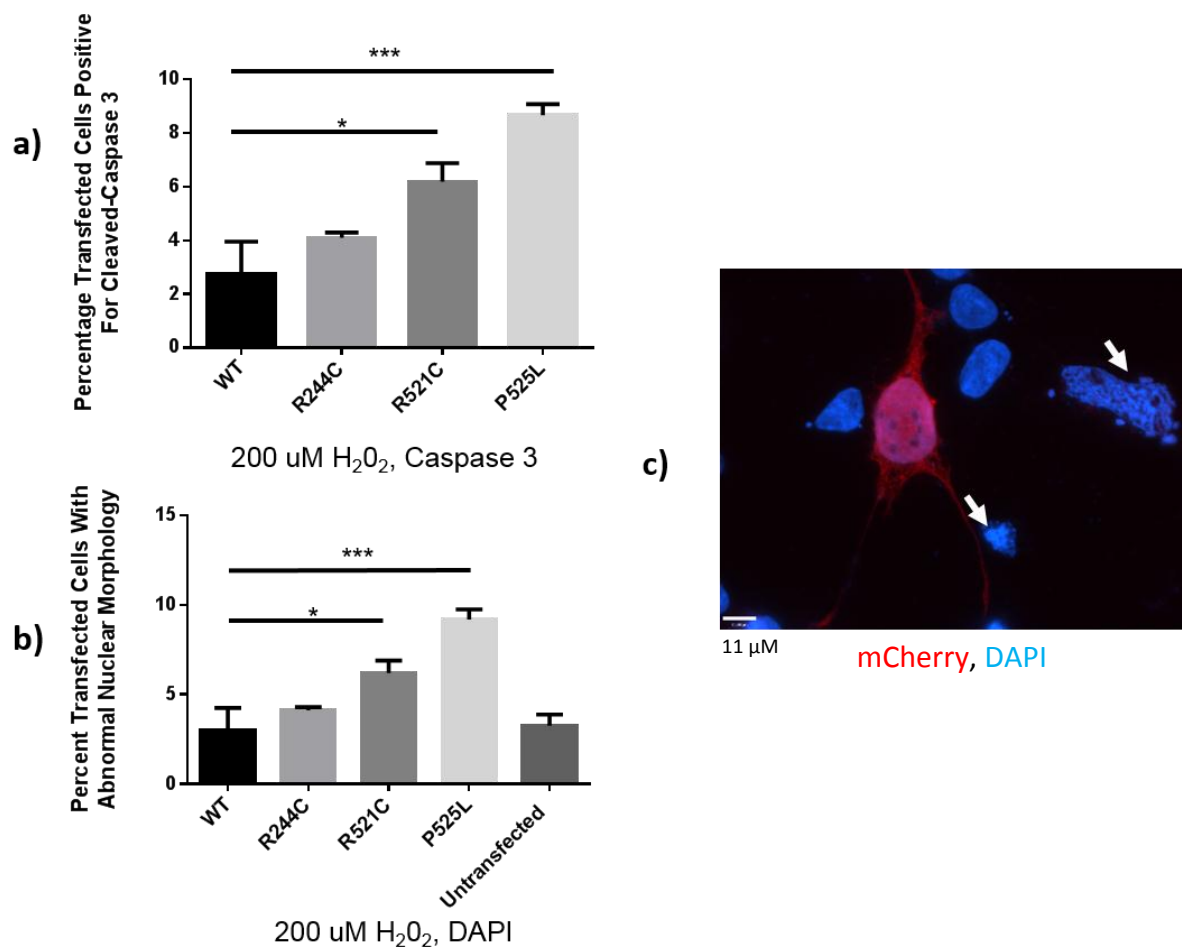 a)
Percentage Transfected Cells Positive
For Cleaved-Caspase 3
***
*
10
8
6
4
2
0
WT
R244C
R521C
P525L
200 uM H₂0₂, Caspase 3
b)
Percent Transfected Cells With
Abnormal Nuclear Morphology
***
*
15
10
5
0
WT
R244C
R521C
P525L
Untransfected
200 uM H₂0₂, DAPI
c)
11 μM
mCherry, DAPI